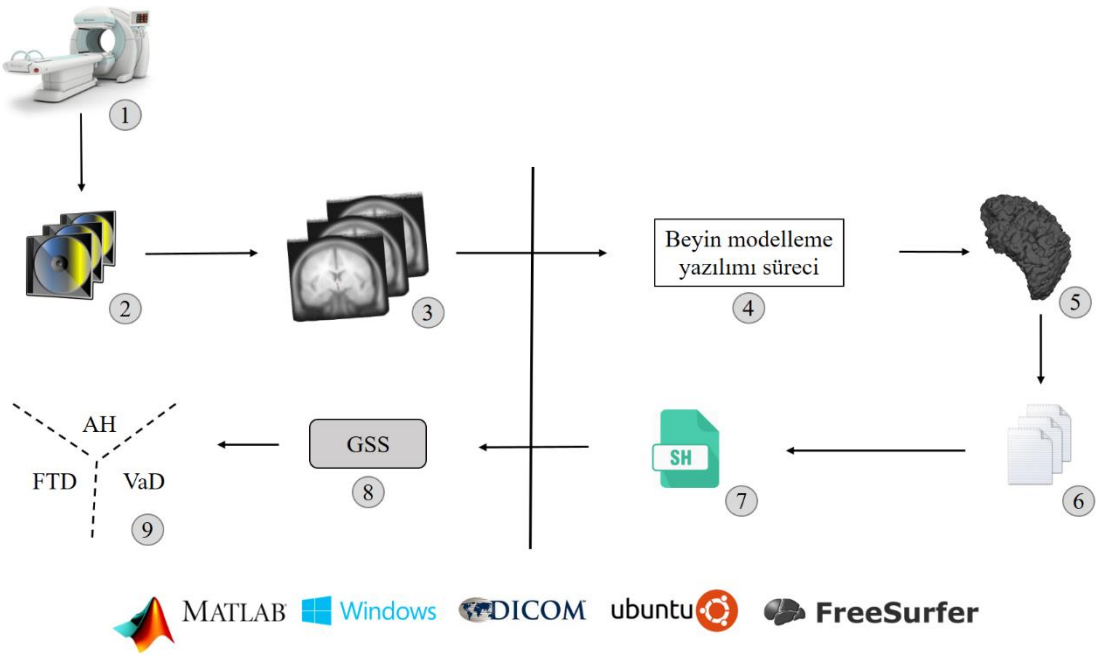 1
2
3
Beyin modelleme
yazılımı süreci
4
5
AH
FTD
VaD
9
GSS
8
SH
7
6
MATLAB
Windows
DICOM
ubuntu
FreeSurfer